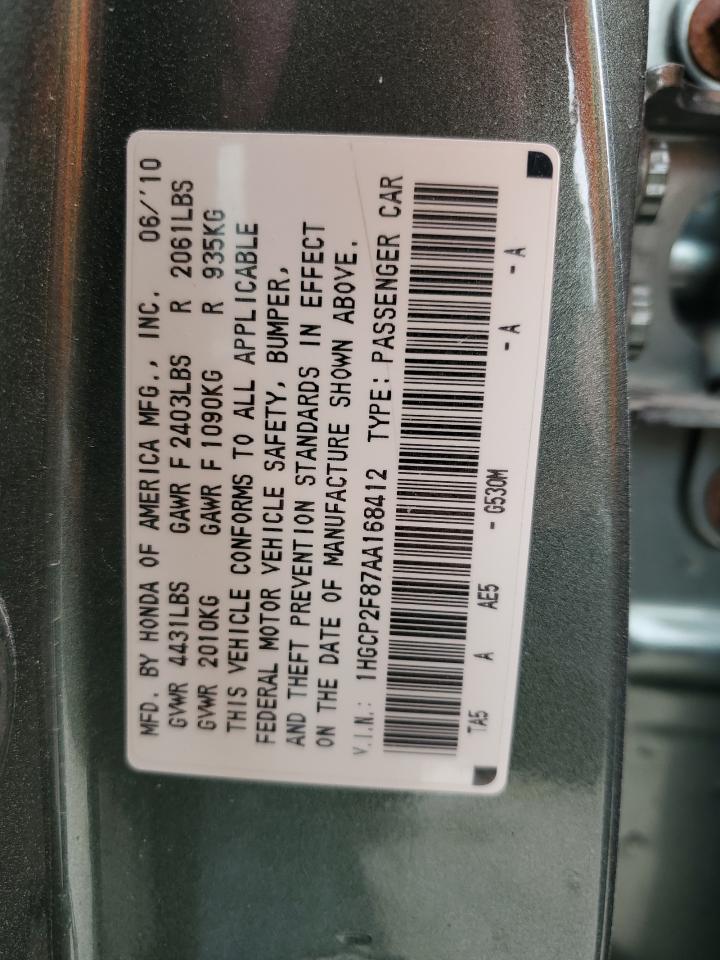 MFD. BY HONDA OF AMERICA MFG., INC. 06/'10
GVWR 4431LBS GAWR F 2403LBS R 2061LBS
GVWR 2010KG GAWR F 1090KG R 935KG
THIS VEHICLE CONFORMS TO ALL APPLICABLE
FEDERAL MOTOR VEHICLE SAFETY, BUMPER,
AND THEFT PREVENTION STANDARDS IN EFFECT
ON THE DATE OF MANUFACTURE SHOWN ABOVE.
V.I.N.: 1HGCP2F87AA168412 TYPE: PASSENGER CAR
TA5 A AE5 - G530M - A - A